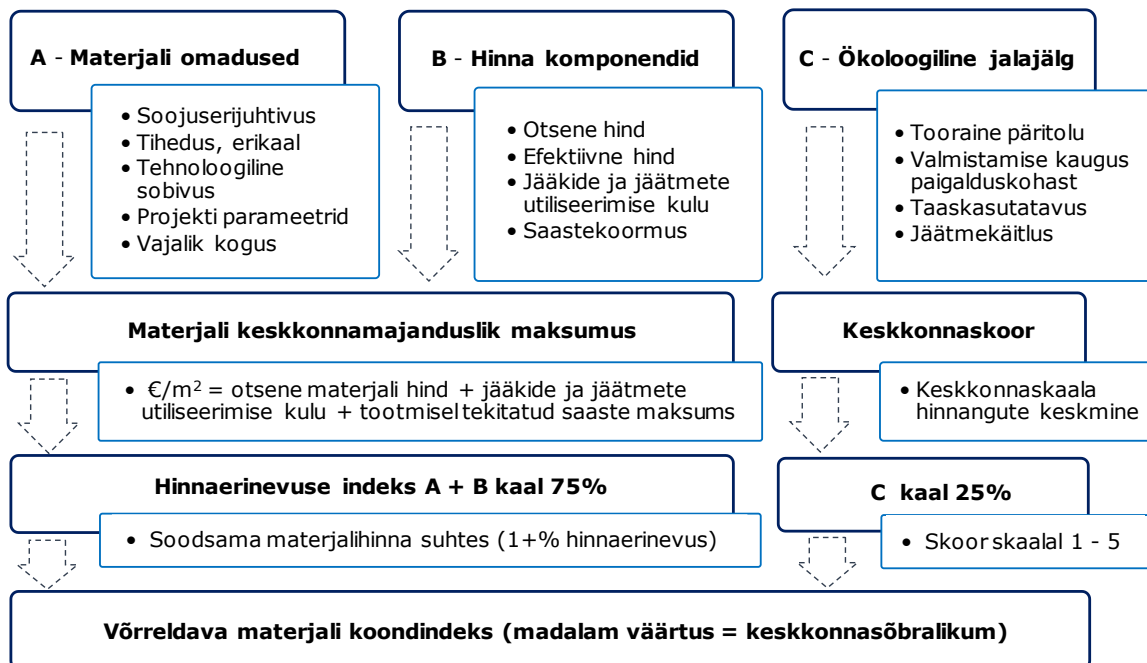 A - Materjali omadused
• Soojuserijuhtivus
• Tihedus, erikaal
• Tehnoloogiline
sobivus
• Projekti parameetrid
• Vajalik kogus
B - Hinna komponendid
• Otsene hind
• Efektiivne hind
• Jääkide ja jäätmete
utiliseerimise kulu
• Saastekoormus
C - Ökoloogiline jalajälg
• Tooraine päritolu
• Valmistamise kaugus
paigalduskohast
• Taaskasutatavus
• Jäätmekäitlus
Materjali keskkonnamajanduslik maksumus
• €/m² = otsene materjali hind + jääkide ja jäätmete
utiliseerimise kulu + tootmisel tekitatud saaste maksums
Keskkonnaskoor
• Keskkonnaskaala
hinnangute keskmine
Hinnaerinevuse indeks A + B kaal 75%
• Soodsama materjalihinna suhtes (1+% hinnaerinevus)
C kaal 25%
• Skoor skaalal 1 - 5
Võrreldava materjali koondindeks (madalam väärtus = keskkonnasõbralikum)